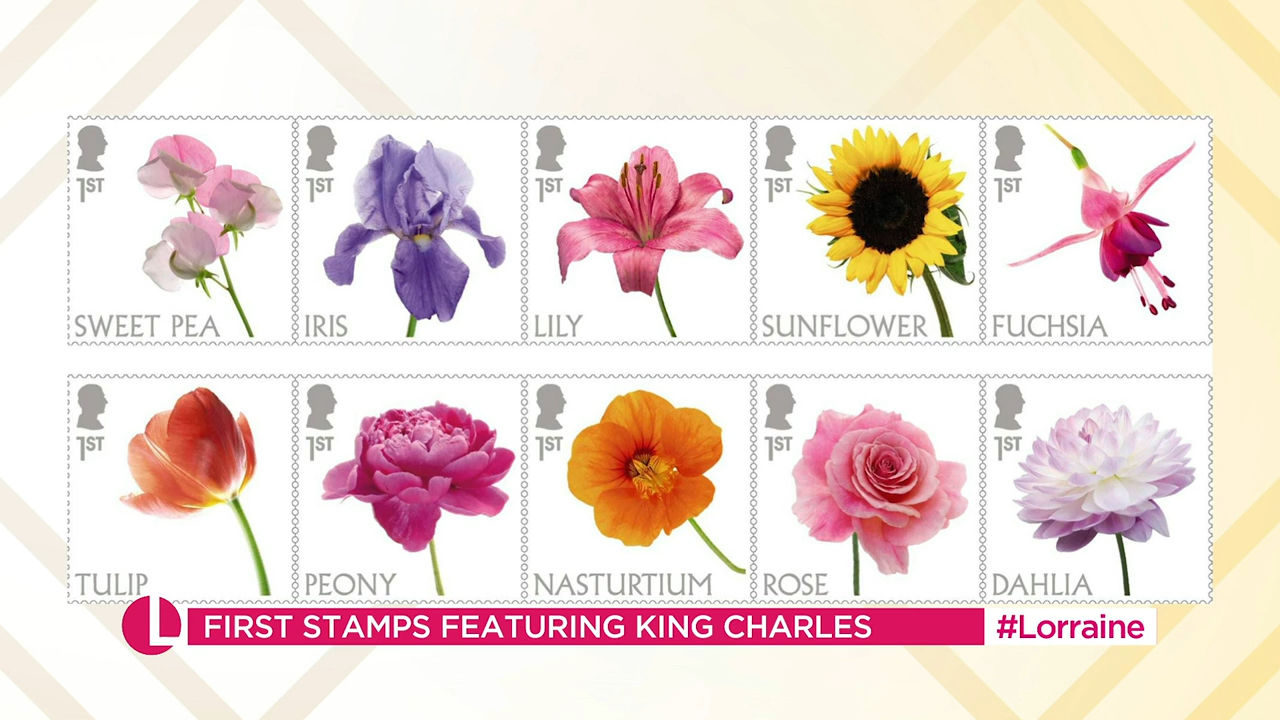 1ST
SWEET PEA
1ST
IRIS
1ST
LILY
1ST
SUNFLOWER
1ST
FUCHSIA
1ST
TULIP
1ST
PEONY
1ST
NASTURTIUM
1ST
ROSE
1ST
DAHLIA
L FIRST STAMPS FEATURING KING CHARLES #Lorraine